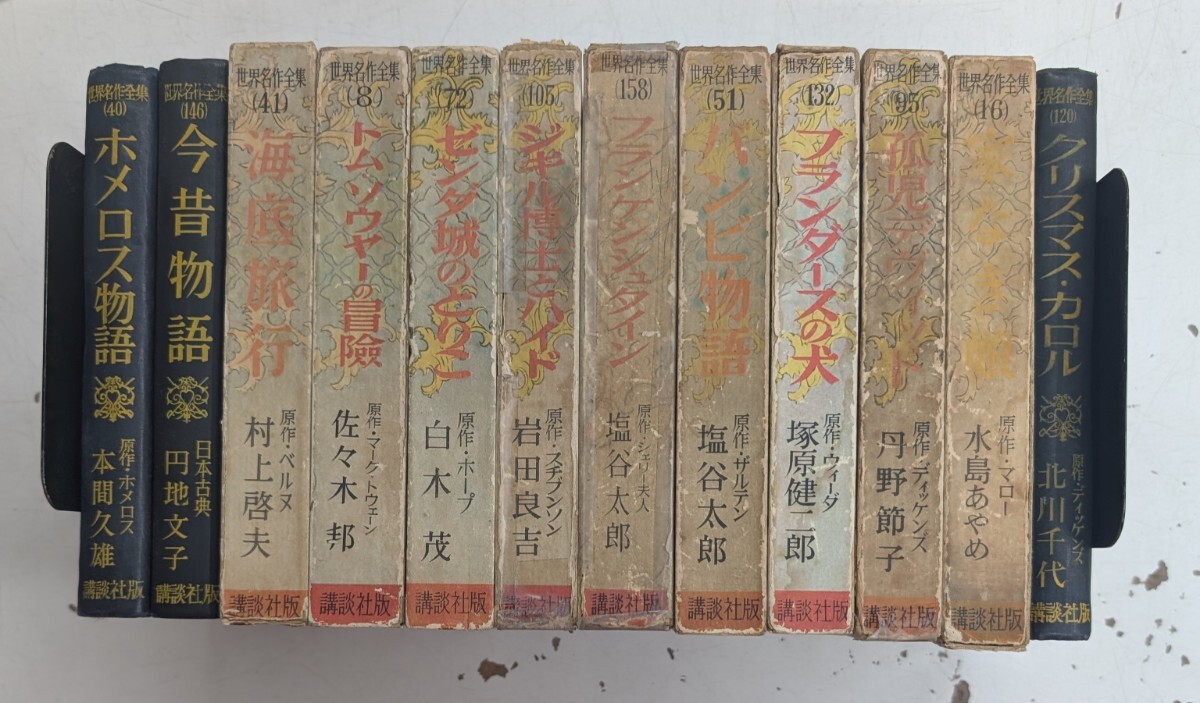 世界名作全集
(40)
ホメロス物語
原作・ホメロス
本間久雄
講談社版
世界名作全集
(146)
今昔物語
日本古典
円地文子
講談社版
世界名作全集
(41)
海底旅行
原作・ベルヌ
村上啓夫
講談社版
世界名作全集
(8)
トム・ソウヤーの冒險
原作・マーク・トウェーン
佐々木邦
講談社版
世界名作全集
(72)
ゼンダ城のとりこ
原作・ホープ
白木茂
講談社版
世界名作全集
(105)
ジキル博士とハイド
原作・スチブンソン
岩田良吉
講談社版
世界名作全集
(158)
フランケンシュタイン
原作・シェリー夫人
塩谷太郎
講談社版
世界名作全集
(51)
バンビ物語
原作・ザルテン
塩谷太郎
講談社版
世界名作全集
(132)
フランダースの犬
原作・ウィーダ
塚原健二郎
講談社版
世界名作全集
(95)
孤児デヴィッド
原作・ディッケンズ
丹野節子
講談社版
世界名作全集
(16)
原作・マロー
水島あやめ
講談社版
世界名作全集
(120)
クリスマス・カロル
原作・ディッケンズ
北川千代
講談社版